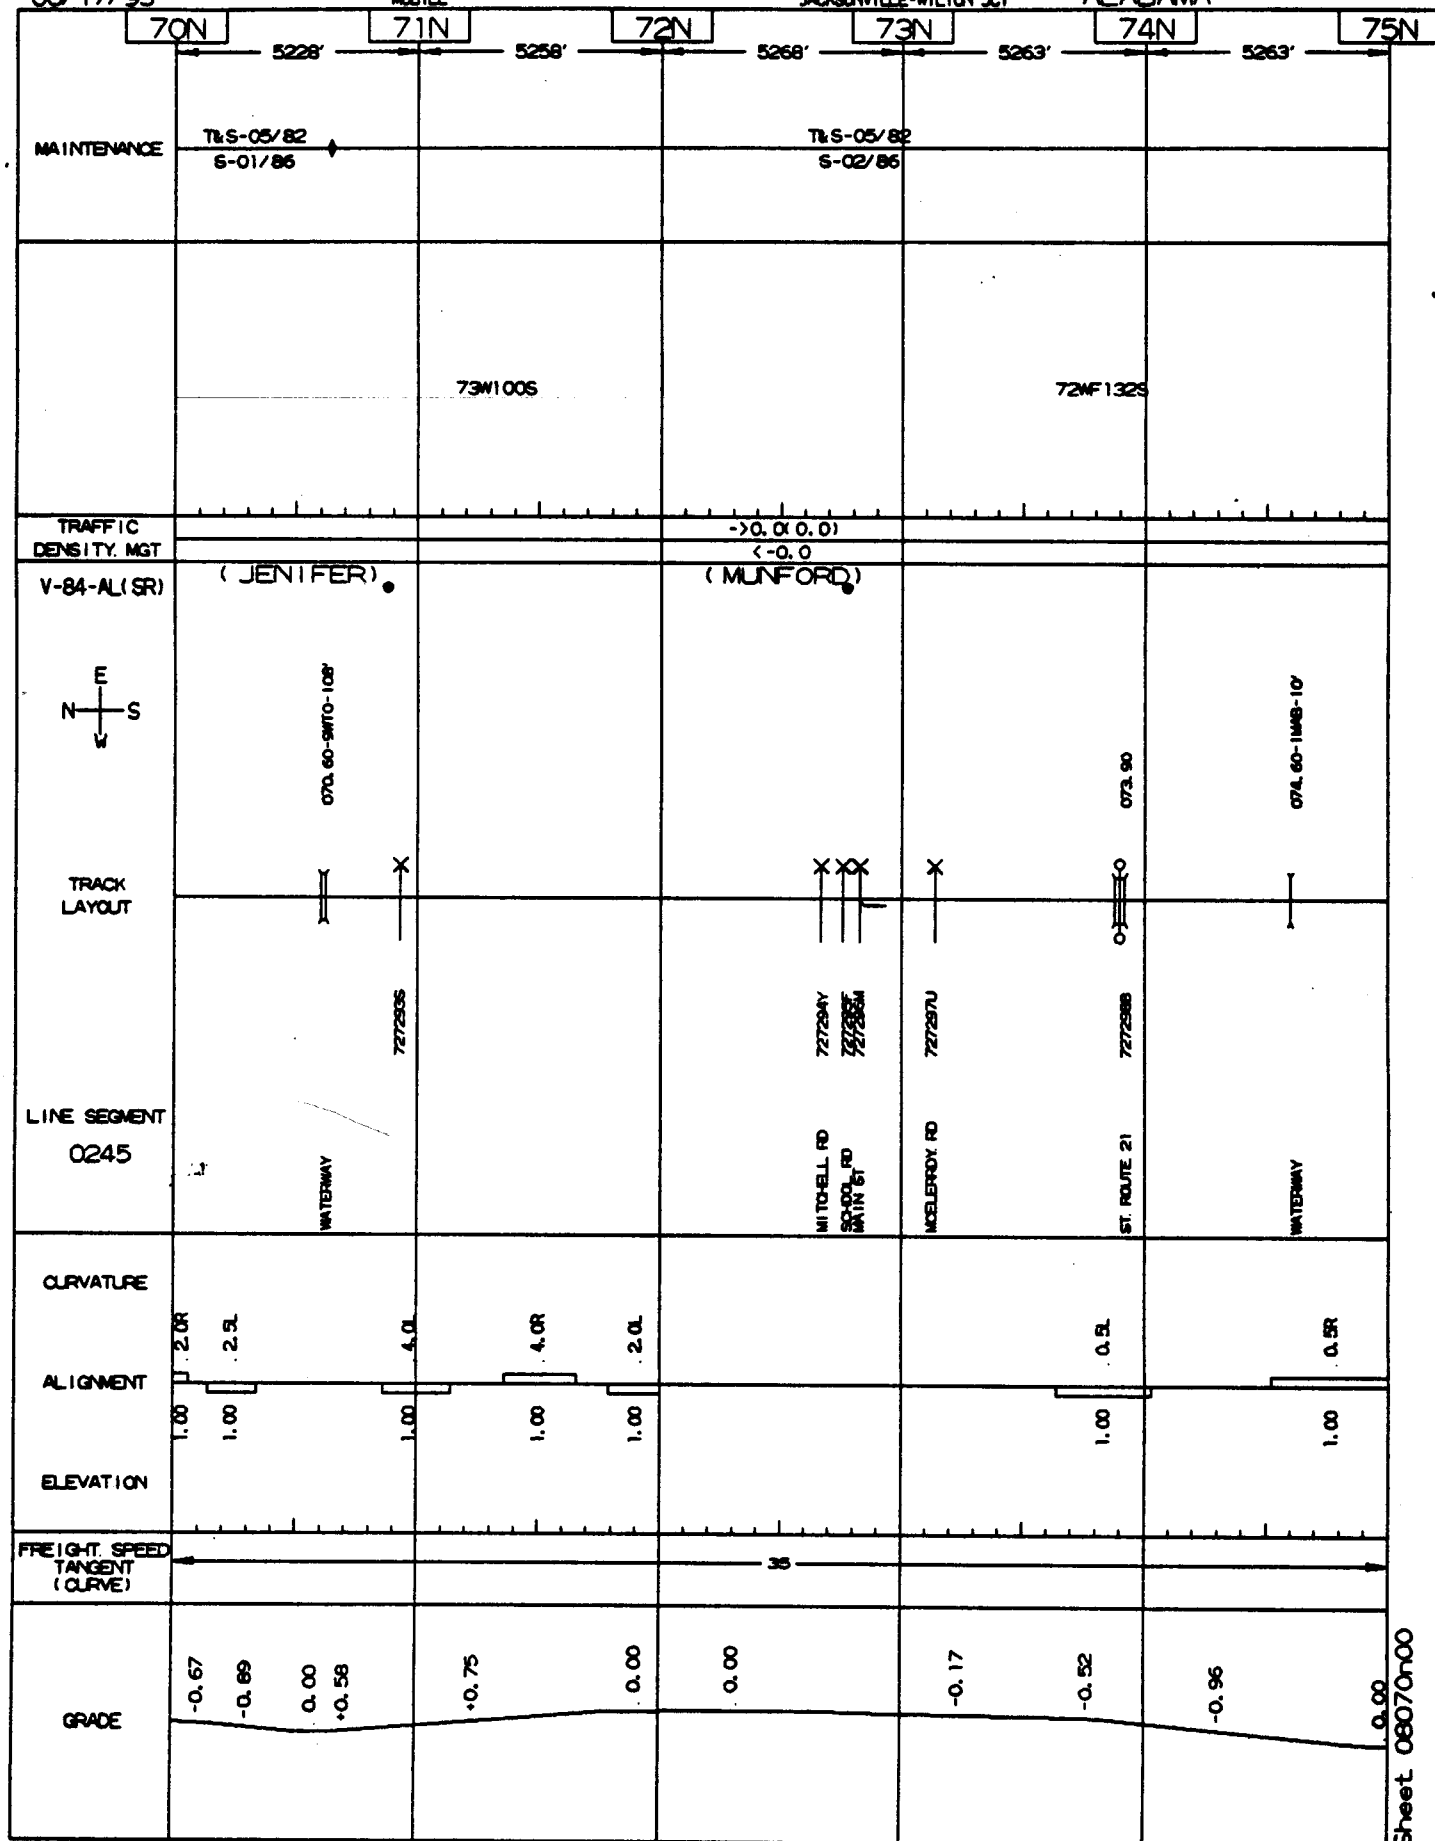 ALABAMA
70N 71N 72N 73N 74N 75N
5228' 5258' 5268' 5263' 5263'
MAINTENANCE
T&S-05/82 T&S-05/82
S-01/86 S-02/86
73W100S 72WF132S
TRAFFIC
DENSITY. MGT
->0.0(0.0)
<-0.0
V-84-AL(SR)
(JENIFER) (MUNFORD)
E
N S
W
070.60-9WTO-108'
073.90
074.60-1MAB-10'
TRACK
LAYOUT
727293S
727294Y
727296M
727297U
727298B
LINE SEGMENT
0245
WATERWAY
MITCHELL RD
SCHOOL RD
MAIN ST
MCELERROY. RD
ST. ROUTE 21
WATERWAY
CURVATURE
2.0R 2.5L 4.0L 4.0R 2.0L 0.5L 0.5R
ALIGNMENT
1.00 1.00 1.00 1.00 1.00 1.00 1.00
ELEVATION
FREIGHT. SPEED
TANGENT
(CURVE)
35
GRADE
-0.67 -0.89 0.00 +0.58 +0.75 0.00 0.00 -0.17 -0.52 -0.96 0.00
Sheet 08070n00